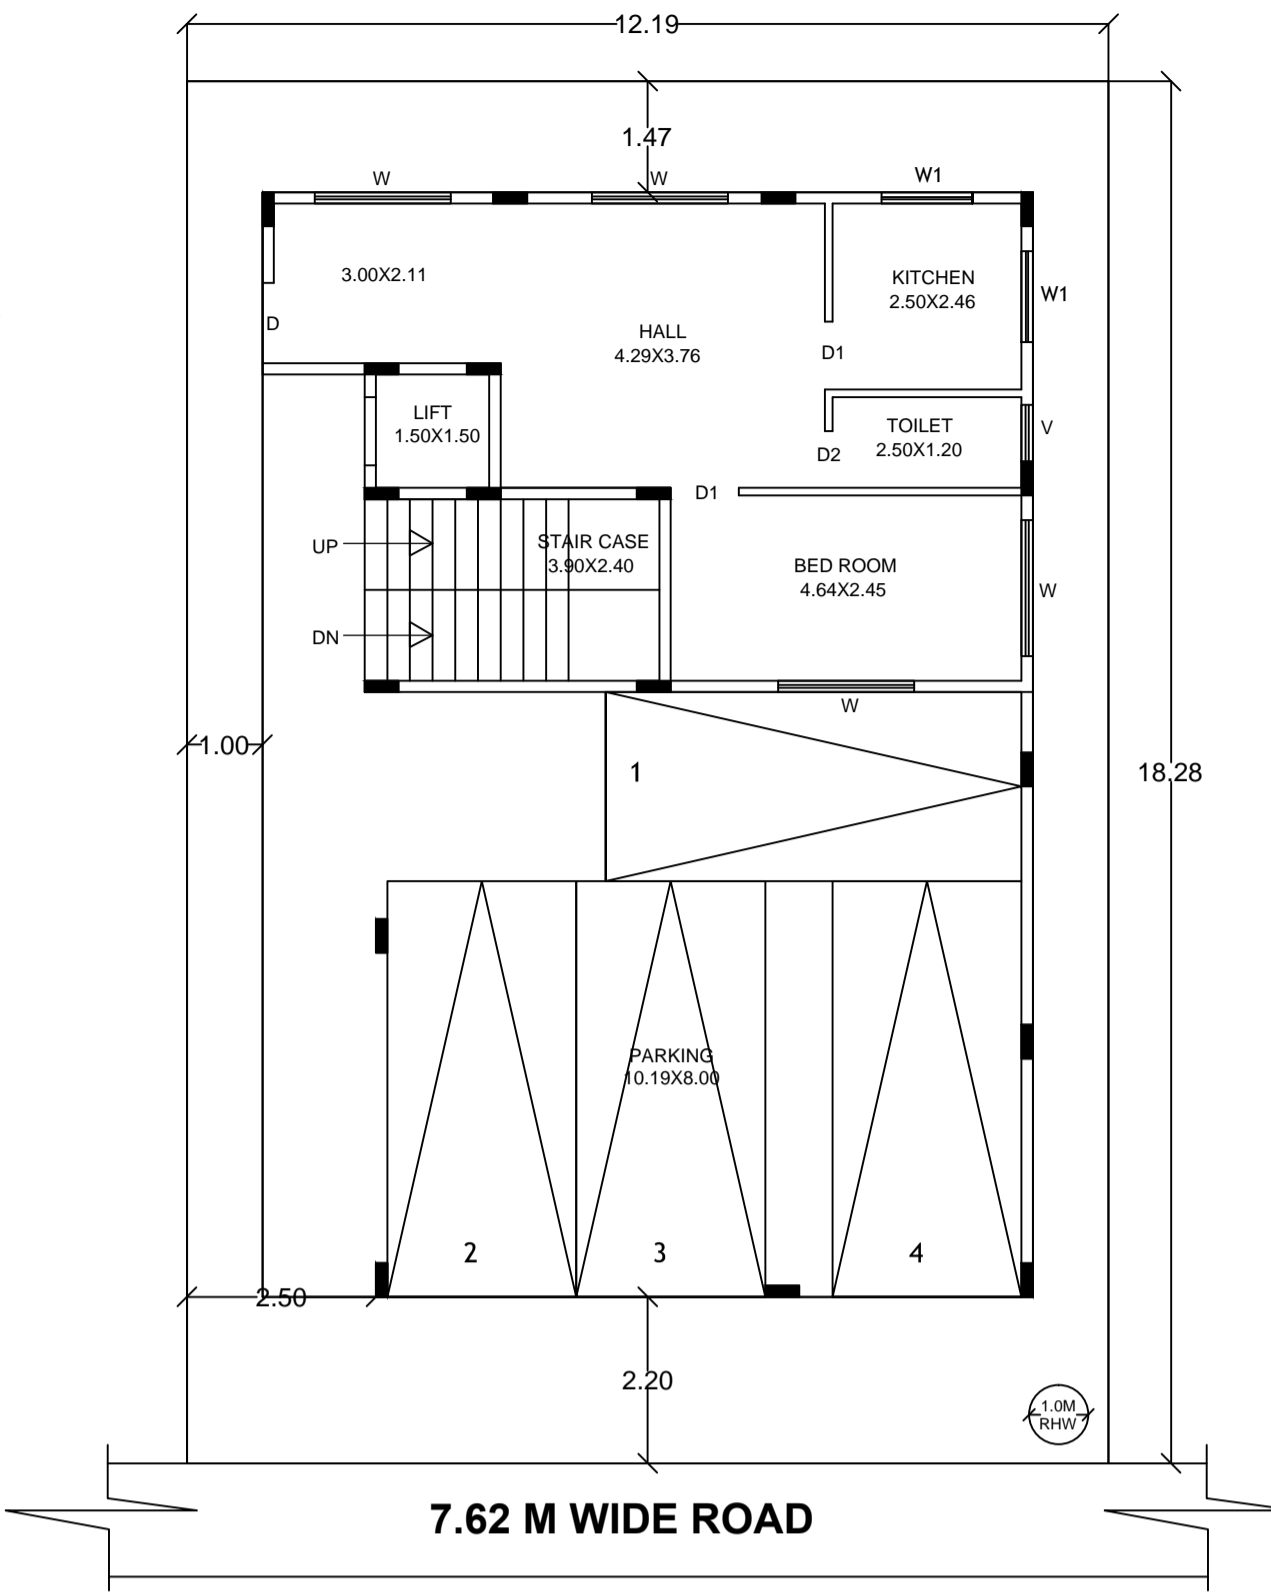 12.19
1.47
W
W
W1
3.00X2.11
KITCHEN
2.50X2.46
W1
D
HALL
4.29X3.76
D1
LIFT
1.50X1.50
TOILET
2.50X1.20
V
D2
D1
UP
STAIR CASE
3.90X2.40
BED ROOM
4.64X2.45
W
DN
W
1.00
1
18.28
PARKING
10.19X8.00
2
3
4
2.50
2.20
1.0M
RHW
7.62 M WIDE ROAD